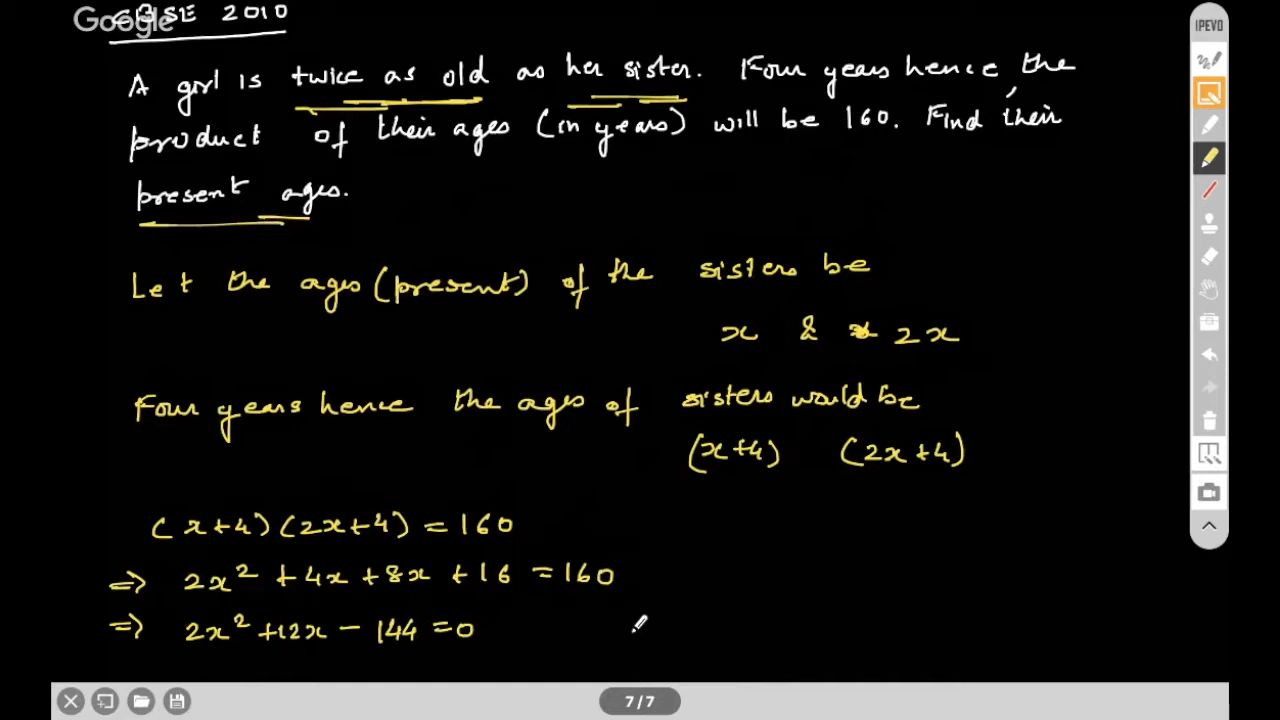 CBSE 2010
Google
IPEVO
A girl is twice as old as her sister. Four years hence, the
product of their ages (in years) will be 160. Find their
present ages.
Let the ages (present) of the sisters be
x & 2x
Four years hence the ages of sisters would be
(x+4) (2x+4)
(x+4)(2x+4) = 160
⇒ 2x² + 4x + 8x + 16 = 160
⇒ 2x² + 12x - 144 = 0
7/7